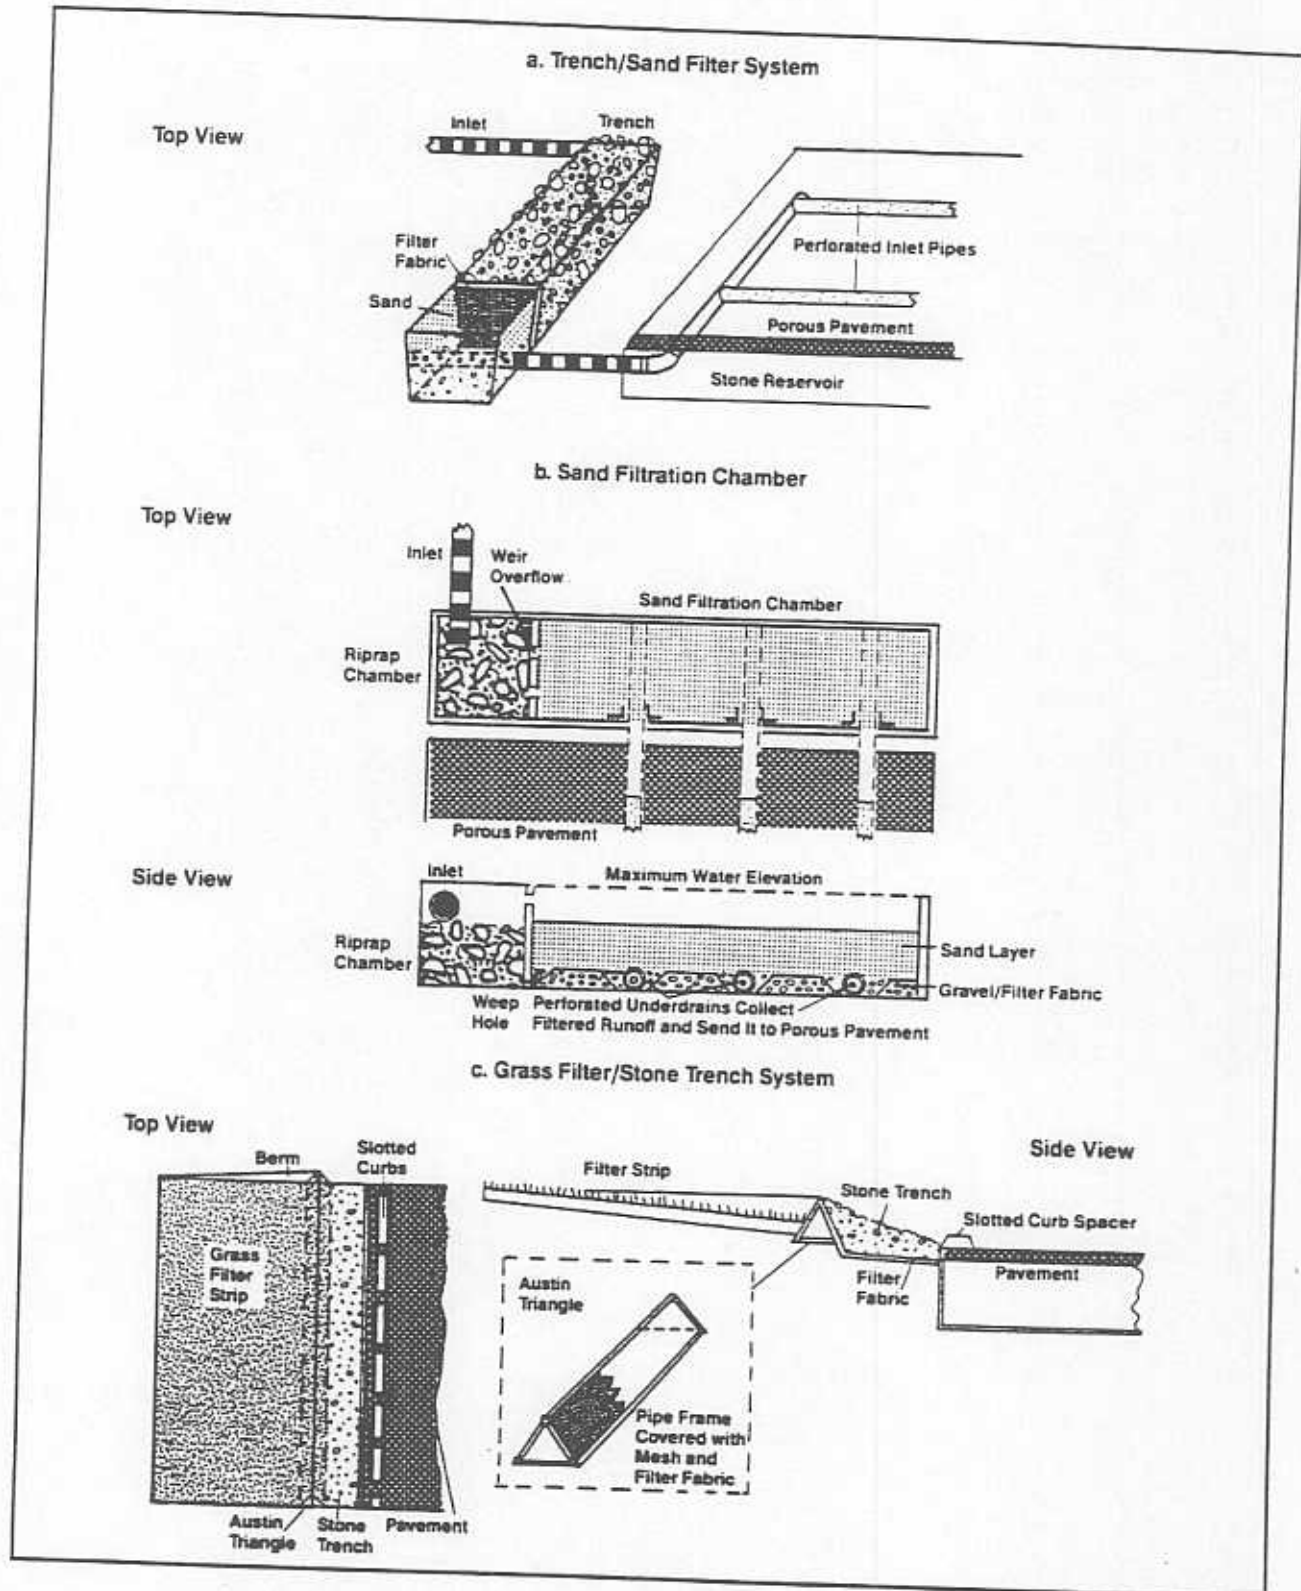 a. Trench/Sand Filter System
Top View
Inlet
Trench
Filter
Fabric
Sand
Perforated Inlet Pipes
Porous Pavement
Stone Reservoir
b. Sand Filtration Chamber
Top View
Inlet
Weir
Overflow
Sand Filtration Chamber
Riprap
Chamber
Porous Pavement
Side View
Inlet
Maximum Water Elevation
Riprap
Chamber
Sand Layer
Gravel/Filter Fabric
Weep
Hole
Perforated Underdrains Collect
Filtered Runoff and Send It to Porous Pavement
c. Grass Filter/Stone Trench System
Top View
Berm
Slotted
Curbs
Grass
Filter
Strip
Austin
Triangle
Stone
Trench
Pavement
Side View
Filter Strip
Stone Trench
Slotted Curb Spacer
Filter
Fabric
Pavement
Austin
Triangle
Pipe Frame
Covered with
Mesh and
Filter Fabric